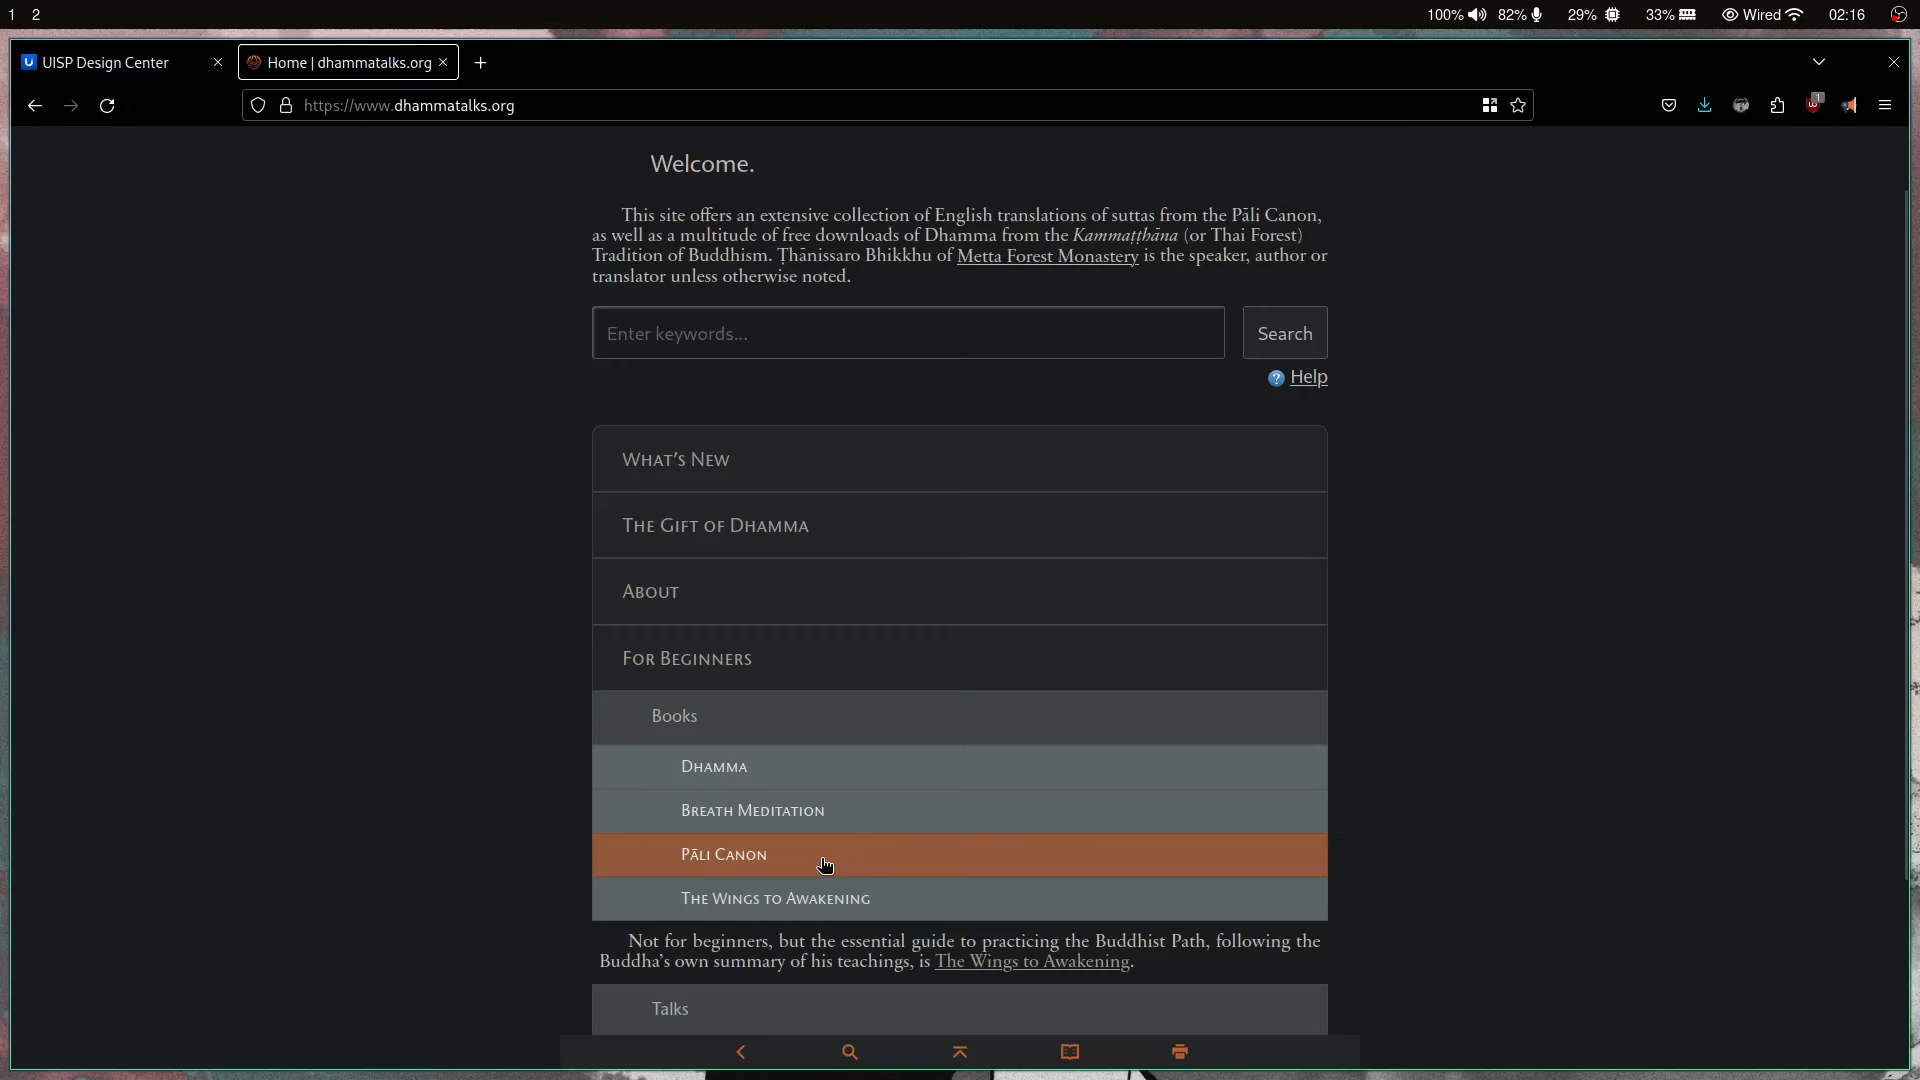 1 2
100% 82% 29% 33% Wired 02:16
UISP Design Center
Home | dhammatalks.org
https://www.dhammatalks.org
1
Welcome.
This site offers an extensive collection of English translations of suttas from the Pāli Canon,
as well as a multitude of free downloads of Dhamma from the Kammaṭṭhāna (or Thai Forest)
Tradition of Buddhism. Ṭhānissaro Bhikkhu of Metta Forest Monastery is the speaker, author or
translator unless otherwise noted.
Enter keywords...
Search
? Help
What’s New
The Gift of Dhamma
About
For Beginners
Books
Dhamma
Breath Meditation
Pāli Canon
The Wings to Awakening
Not for beginners, but the essential guide to practicing the Buddhist Path, following the
Buddha’s own summary of his teachings, is The Wings to Awakening.
Talks